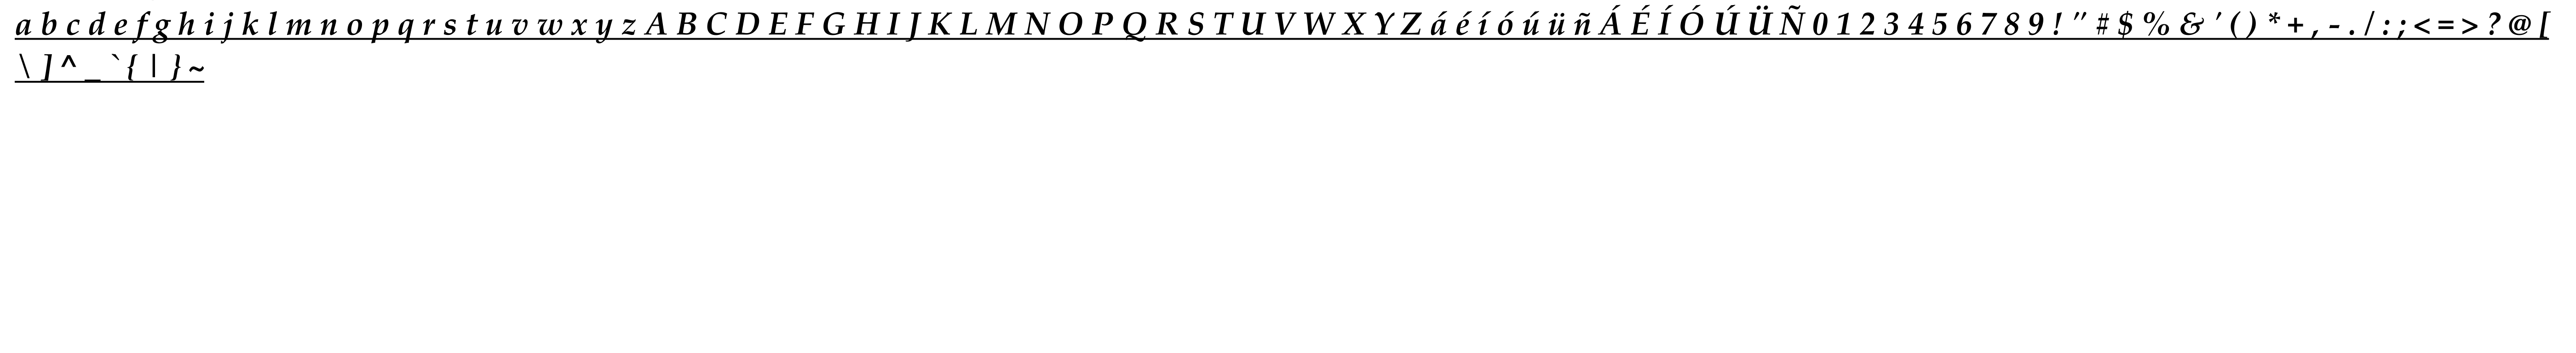 a b c d e f g h i j k l m n o p q r s t u v w x y z A B C D E F G H I J K L M N O P Q R S T U V W X Y Z á é í ó ú ü ñ Á É Í Ó Ú Ü Ñ 0 1 2 3 4 5 6 7 8 9 ! " # $ % & ' ( ) * + , - . / : ; < = > ? @ [
\ ] ^ _ ` { | } ~